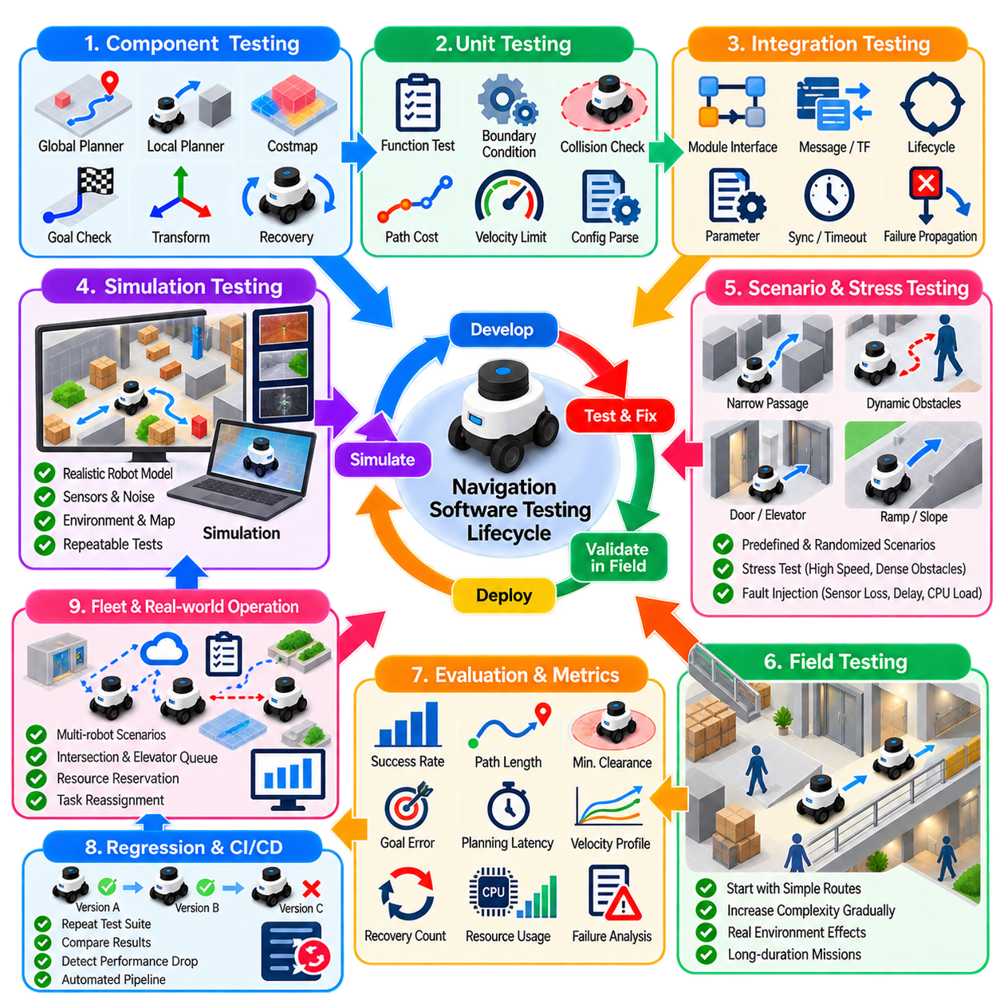 1. Component Testing
Global Planner
Local Planner
Costmap
Goal Check
Transform
Recovery
2. Unit Testing
Function Test
Boundary
Condition
Collision Check
Path Cost
Velocity Limit
Config Parse
3. Integration Testing
Module Interface
Message / TF
Lifecycle
Parameter
Sync / Timeout
Failure Propagation
4. Simulation Testing
Realistic Robot Model
Sensors & Noise
Environment & Map
Repeatable Tests
Simulation
Develop
Test & Fix
Simulate
Navigation
Software Testing
Lifecycle
Validate
in Field
Deploy
5. Scenario & Stress Testing
Narrow Passage
Dynamic Obstacles
Door / Elevator
Ramp / Slope
Predefined & Randomized Scenarios
Stress Test (High Speed, Dense Obstacles)
Fault Injection (Sensor Loss, Delay, CPU Load)
9. Fleet & Real-world Operation
Multi-robot Scenarios
Intersection & Elevator Queue
Resource Reservation
Task Reassignment
7. Evaluation & Metrics
Success Rate
Path Length
Min. Clearance
Goal Error
Planning Latency
Velocity Profile
CPU
Recovery Count
Resource Usage
Failure Analysis
6. Field Testing
Start with Simple Routes
Increase Complexity Gradually
Real Environment Effects
Long-duration Missions
8. Regression & CI/CD
Version A
Version B
Version C
Repeat Test Suite
Compare Results
Detect Performance Drop
Automated Pipeline